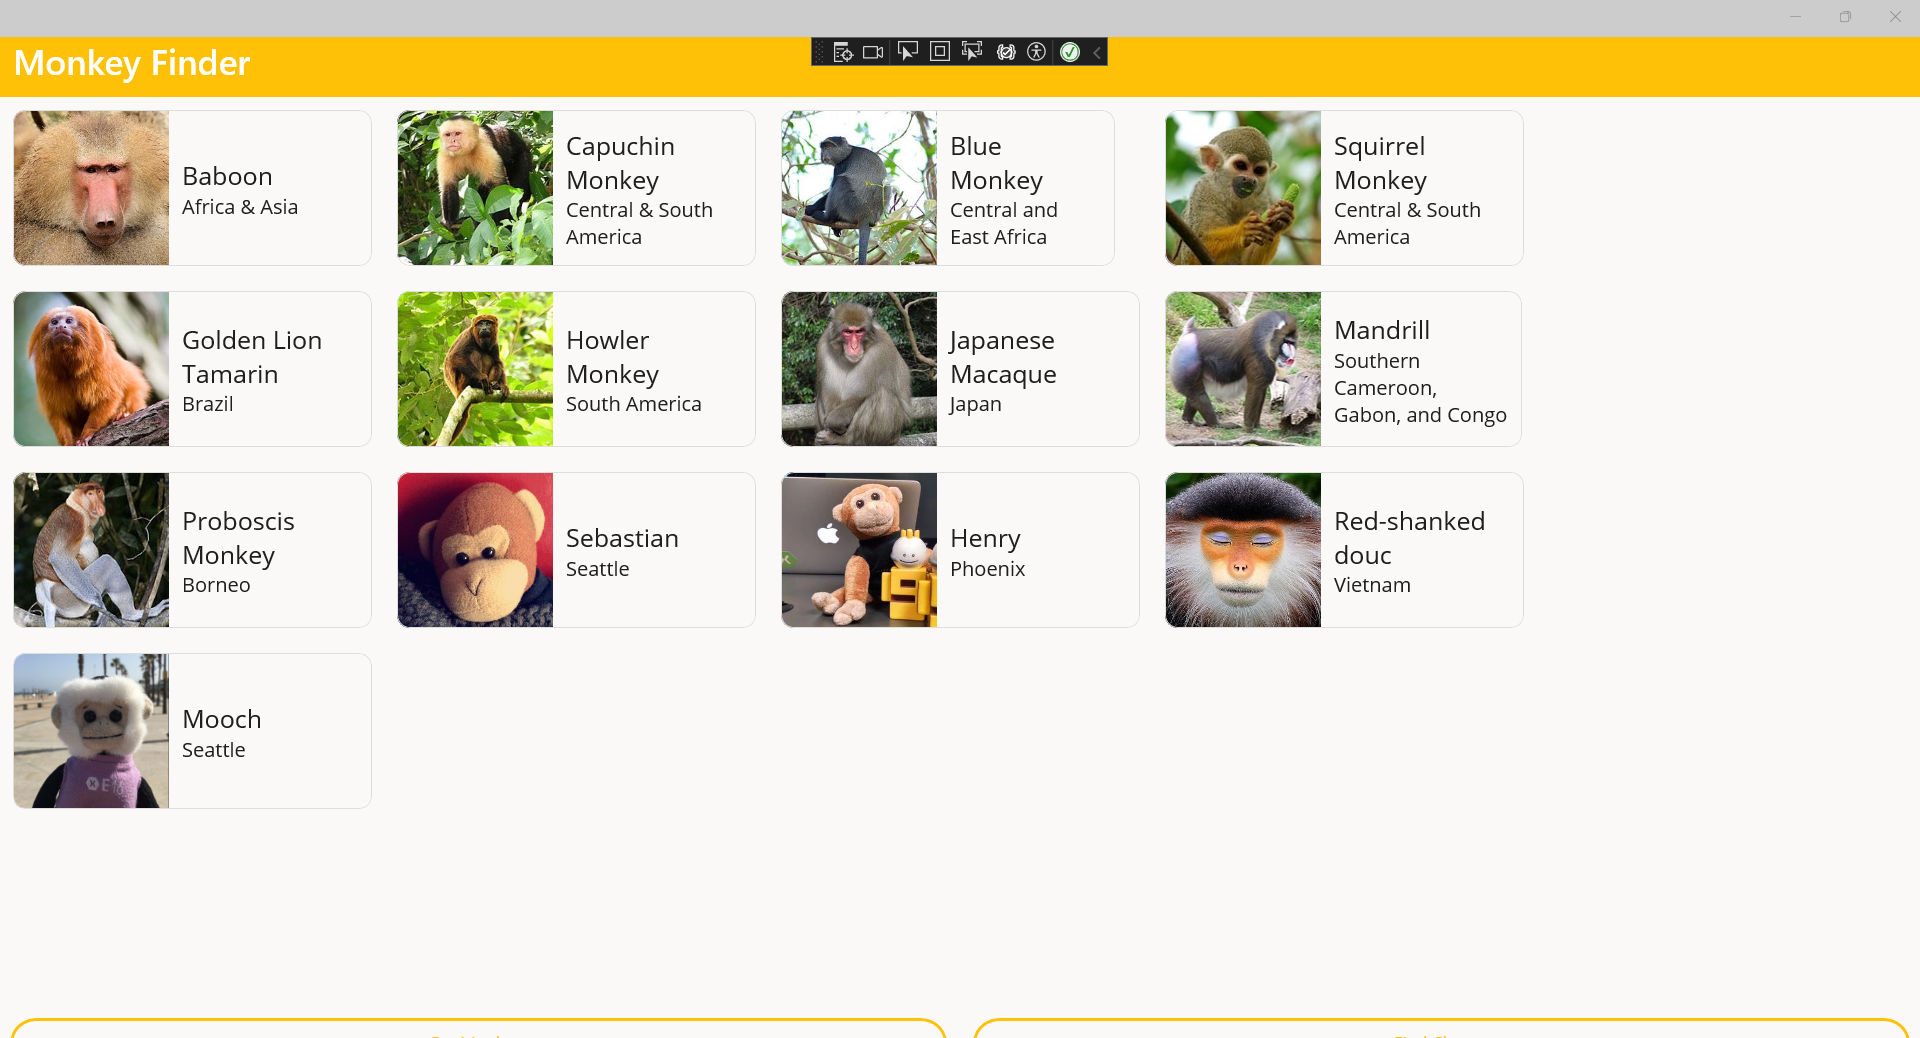 Monkey Finder
Baboon
Africa & Asia
Capuchin
Monkey
Central & South
America
Blue
Monkey
Central and
East Africa
Squirrel
Monkey
Central & South
America
Golden Lion
Tamarin
Brazil
Howler
Monkey
South America
Japanese
Macaque
Japan
Mandrill
Southern
Cameroon,
Gabon, and Congo
Proboscis
Monkey
Borneo
Sebastian
Seattle
Henry
Phoenix
Red-shanked
douc
Vietnam
Mooch
Seattle